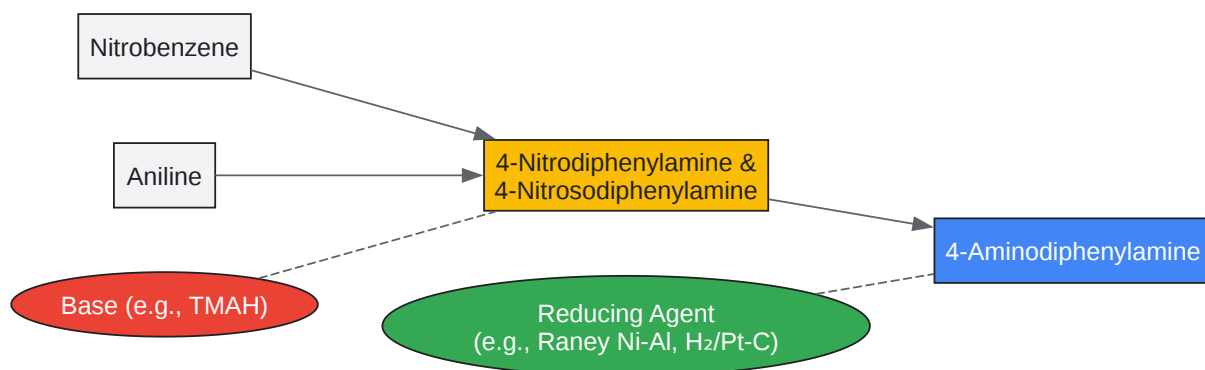 Nitrobenzene
Aniline
4-Nitrodiphenylamine &
4-Nitrosodiphenylamine
4-Aminodiphenylamine
Base (e.g., TMAH)
Reducing Agent
(e.g., Raney Ni-Al, H₂/Pt-C)